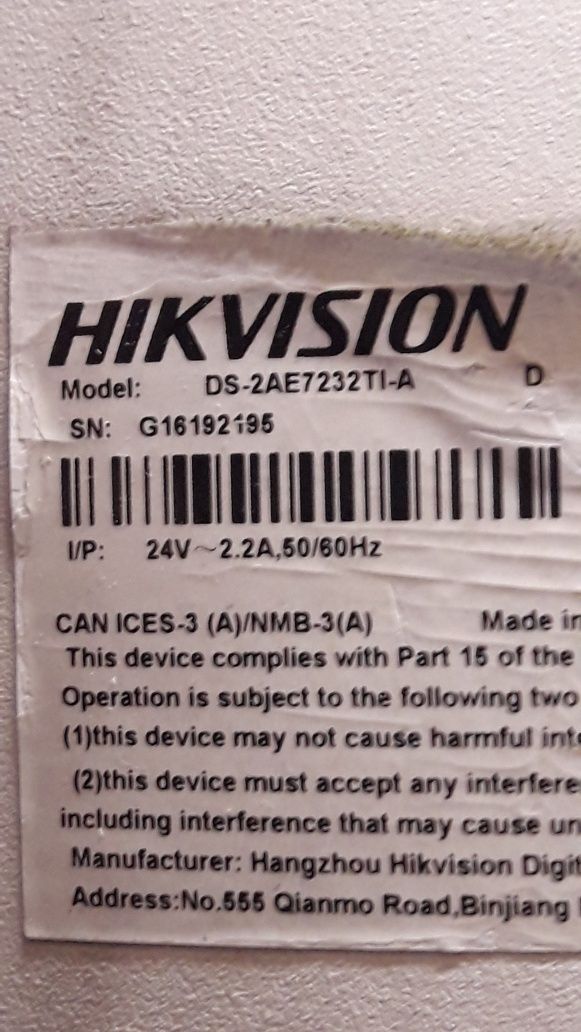 HIKVISION
Model: DS-2AE7232TI-A D
SN: G16192195
I/P: 24V~2.2A,50/60Hz
CAN ICES-3 (A)/NMB-3(A) Made in
This device complies with Part 15 of the
Operation is subject to the following two
(1)this device may not cause harmful
(2)this device must accept any interfere
including interference that may cause un
Manufacturer: Hangzhou Hikvision Digit
Address:No.555 Qianmo Road,Binjiang